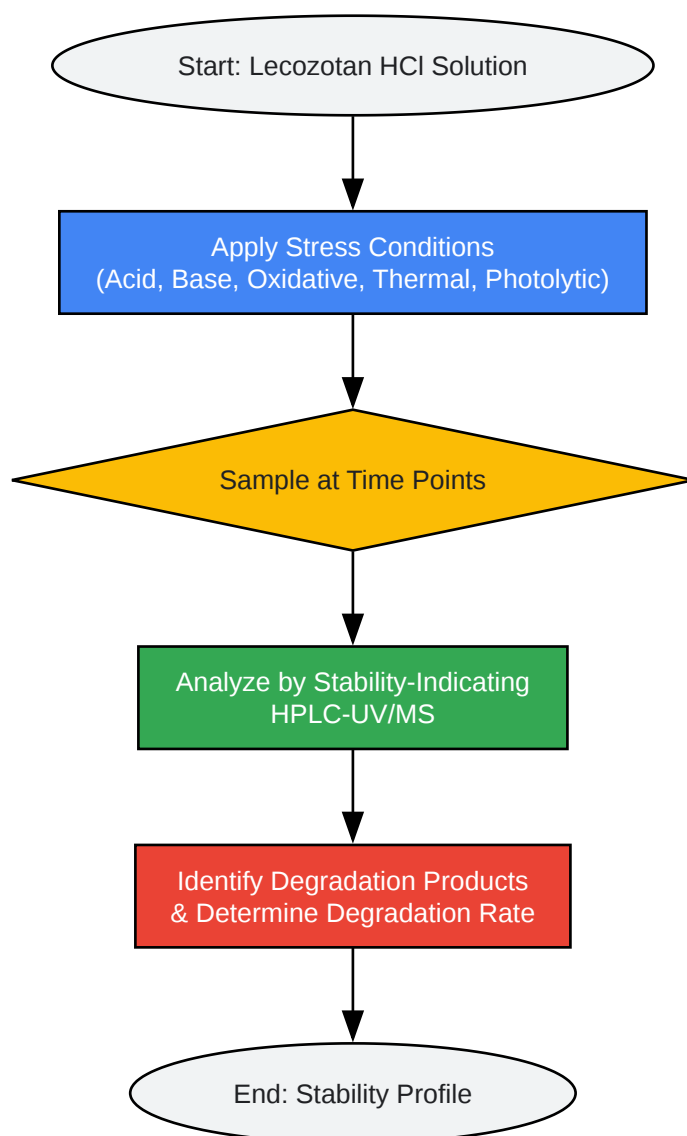 Start: Lecozotan HCl Solution
Apply Stress Conditions
(Acid, Base, Oxidative, Thermal, Photolytic)
Sample at Time Points
Analyze by Stability-Indicating
HPLC-UV/MS
Identify Degradation Products
& Determine Degradation Rate
End: Stability Profile